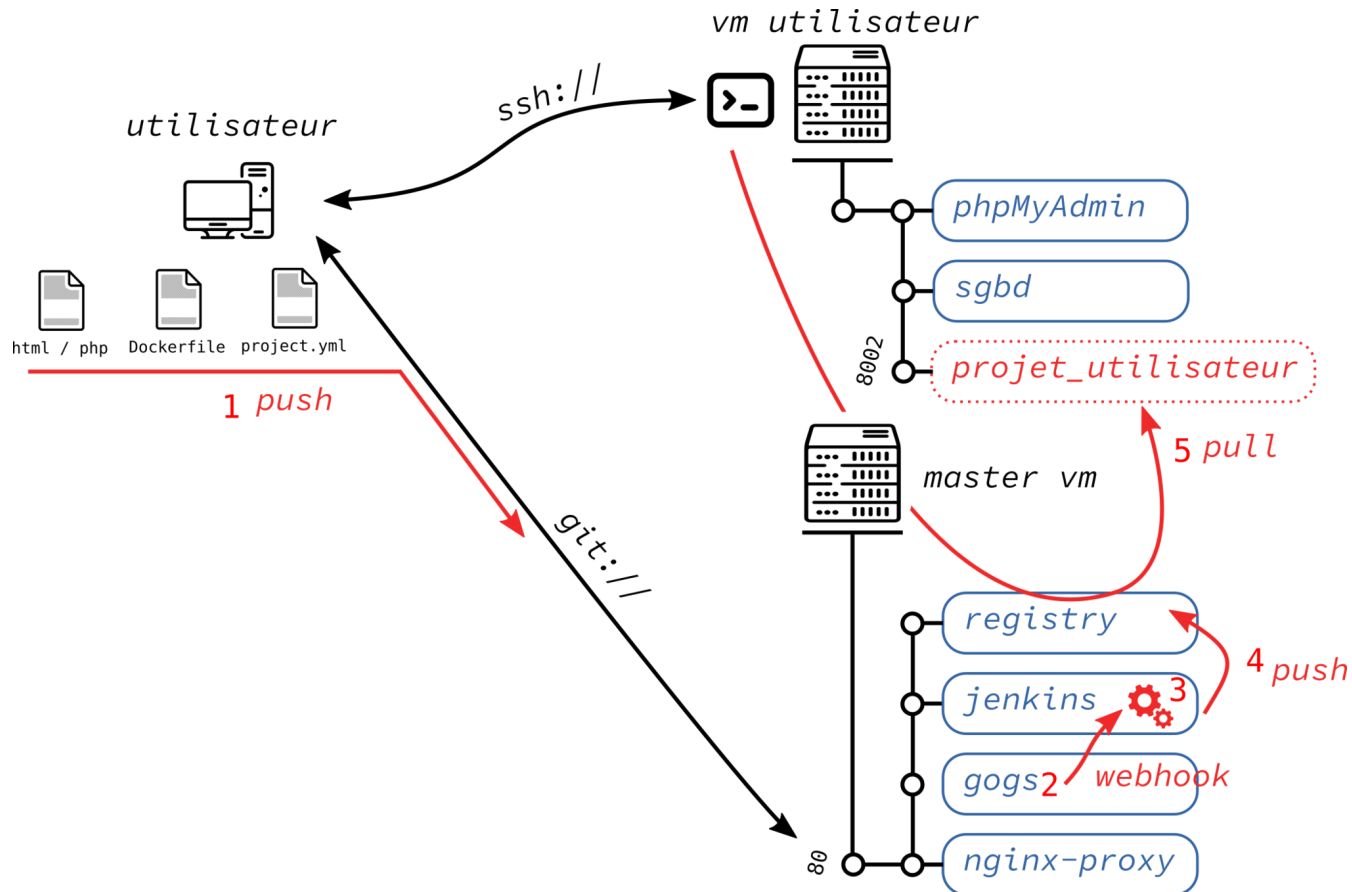 vm utilisateur
ssh://
utilisateur
phpMyAdmin
sgbd
html / php
Dockerfile
project.yml
8002
projet_utilisateur
1 push
5 pull
master vm
git://
registry
4 push
jenkins
3
gogs
2
webhook
80
nginx-proxy